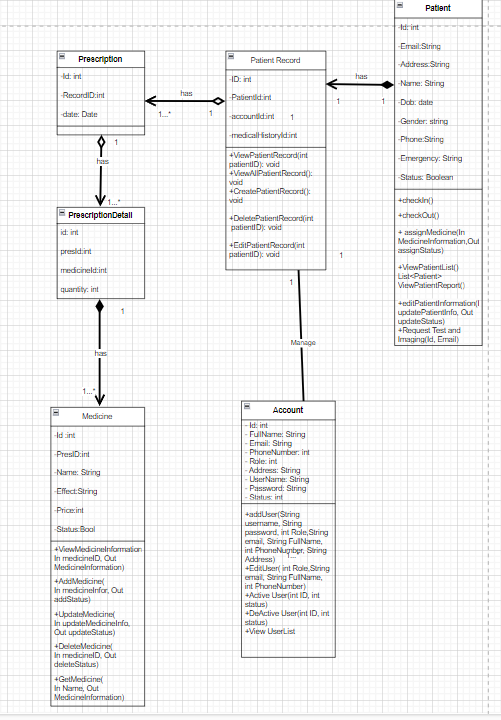 Patient
-Id: int
-Email:String
-Address:String
-Name: String
-Dob: date
-Gender: string
-Phone:String
-Emergency: string
-Status: Boolean
+checkIn()
+checkOut()
+ assignMedicine(In
MedicineInformation,Out
assignStatus)
+ViewPatientList()
List<Patient>
ViewPatientReport()
+editPatientInformation(I
updatePatientInfo, Out
updateStatus)
+Request Test and
Imaging(Id, Email)
has
1
1
Patient Record
-ID: int
-PatientId:int
-accountId:int
1
-medicalHistoryId:int
+ViewPatientRecord(int
patientID): void
+ViewAllPatientRecord():
void
+CreatePatientRecord():
void
+DeletePatientRecord(int
patientID): void
+EditPatientRecord(int
patientID): void
1
1
has
1...*
1
Prescription
-Id: int
-RecordID:int
-date: Date
1
has
1...*
PrescriptionDetail
id: int
presId:int
medicineId:int
quantity: int
1
has
1...*
Medicine
-Id :int
-PresID:int
-Name: String
-Effect:String
-Price:int
-Status:Bool
+ViewMedicineInformation
In medicineID, Out
MedicineInformation)
+AddMedicine(
In medicineInfor, Out
addStatus)
+UpdateMedicine(
In updateMedicineInfo,
Out updateStatus)
+DeleteMedicine(
In medicineID, Out
deleteStatus)
+GetMedicine(
In Name, Out
MedicineInformation)
Manage
Account
- Id: int
- FullName: String
- Email: String
- PhoneNumber: int
- Role: int
- Address: String
- UserName: String
- Password: String
- Status: int
+addUser(String
username, String
password, int Role,String
email, String FullName,
int PhoneNumber, String
Address)
1...
+EditUser( int Role,String
email, String FullName,
int PhoneNumber)
+Active User(int ID, int
status)
+DeActive User(int ID, int
status)
+View UserList